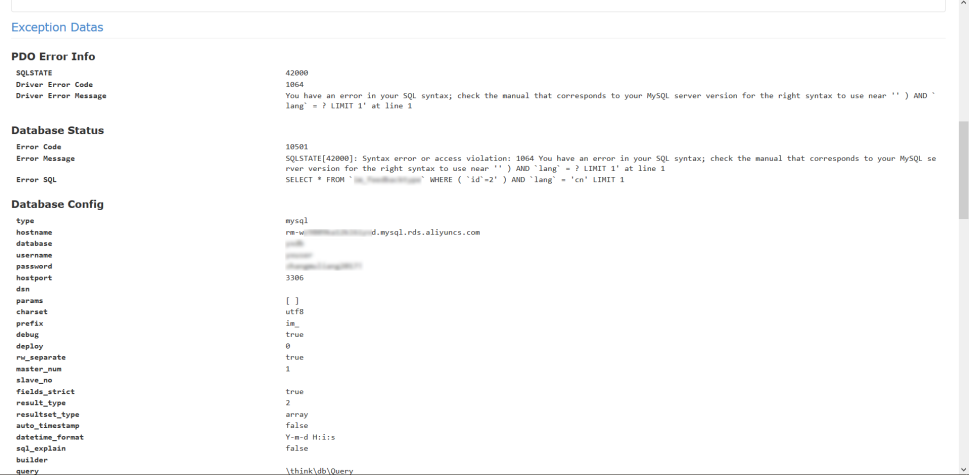 Exception Datas
PDO Error Info
SQLSTATE 42000
Driver Error Code 1064
Driver Error Message You have an error in your SQL syntax; check the manual that corresponds to your MySQL server version for the right syntax to use near '' ) AND `
lang` = ? LIMIT 1' at line 1
Database Status
Error Code 10501
Error Message SQLSTATE[42000]: Syntax error or access violation: 1064 You have an error in your SQL syntax; check the manual that corresponds to your MySQL se
rver version for the right syntax to use near '' ) AND `lang` = ? LIMIT 1' at line 1
Error SQL SELECT * FROM ` ` WHERE ( `id`=2' ) AND `lang` = 'cn' LIMIT 1
Database Config
type mysql
hostname rm-w d.mysql.rds.aliyuncs.com
database
username
password
hostport 3306
dsn
params [ ]
charset utf8
prefix im_
debug true
deploy 0
rw_separate true
master_num 1
slave_no
fields_strict true
result_type 2
resultset_type array
auto_timestamp false
datetime_format Y-m-d H:i:s
sql_explain false
builder
query \think\db\Query